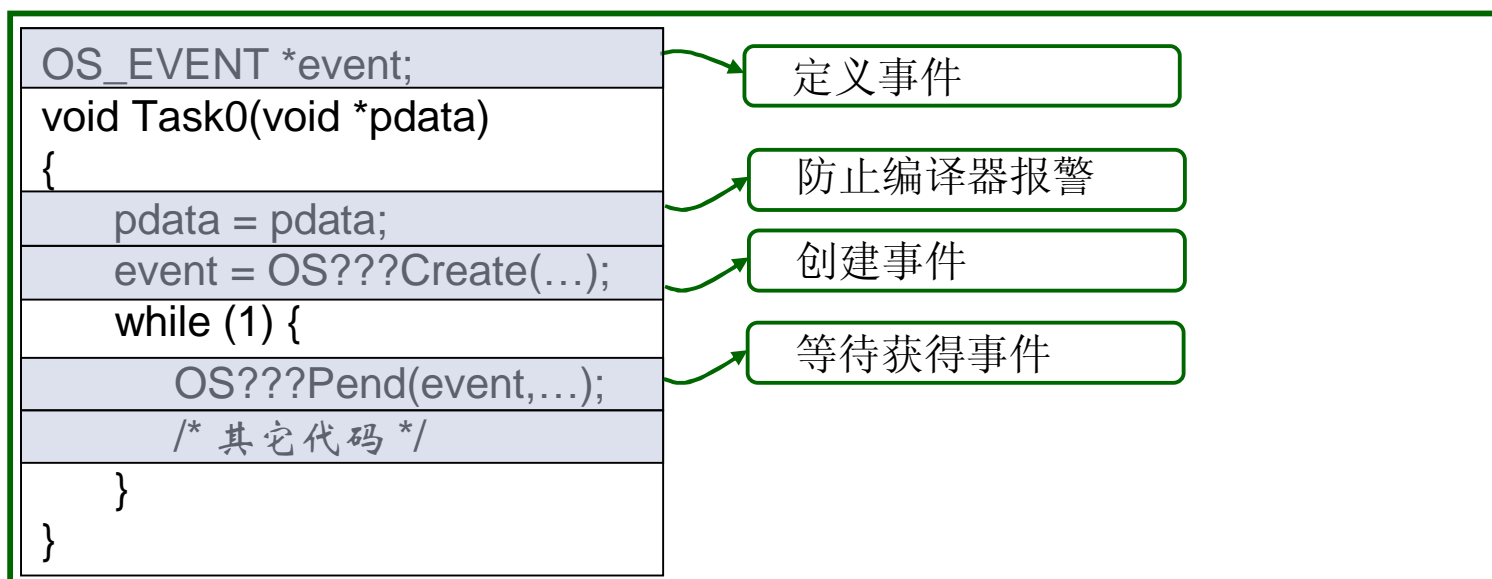 OS_EVENT *event;
定义事件
void Task0(void *pdata)
{
防止编译器报警
pdata = pdata;
event = OS???Create(…);
创建事件
while (1) {
等待获得事件
OS???Pend(event,…);
/* 其它代码 */
}
}